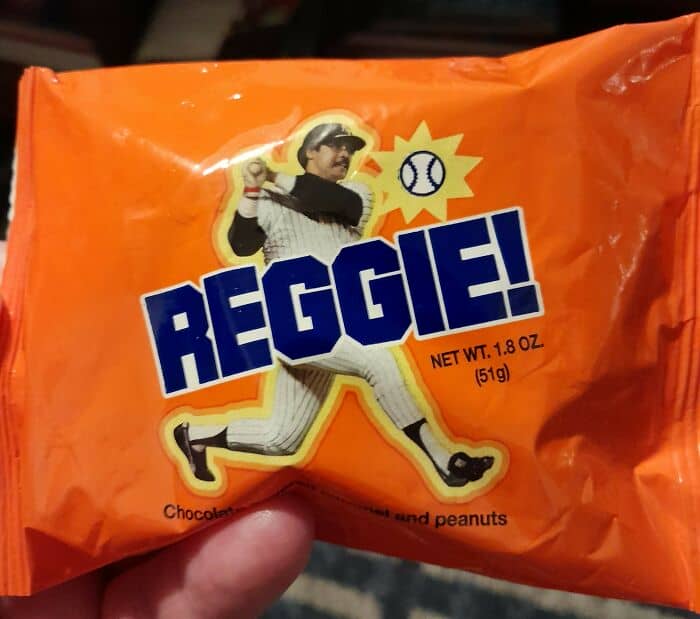 REGGIE!
NET WT. 1.8 OZ.
(51g)
and peanuts